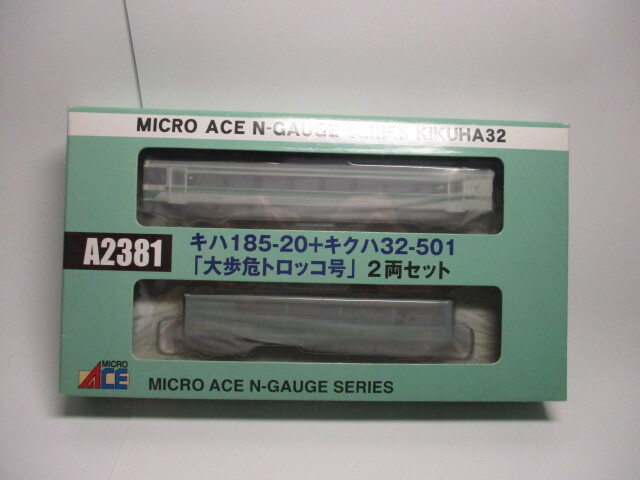 MICRO ACE N-GAUGE SERIES KIKUHA32
A2381
キハ185-20+キクハ32-501
「大歩危トロッコ号」2両セット
MICRO
ACE
MICRO ACE N-GAUGE SERIES